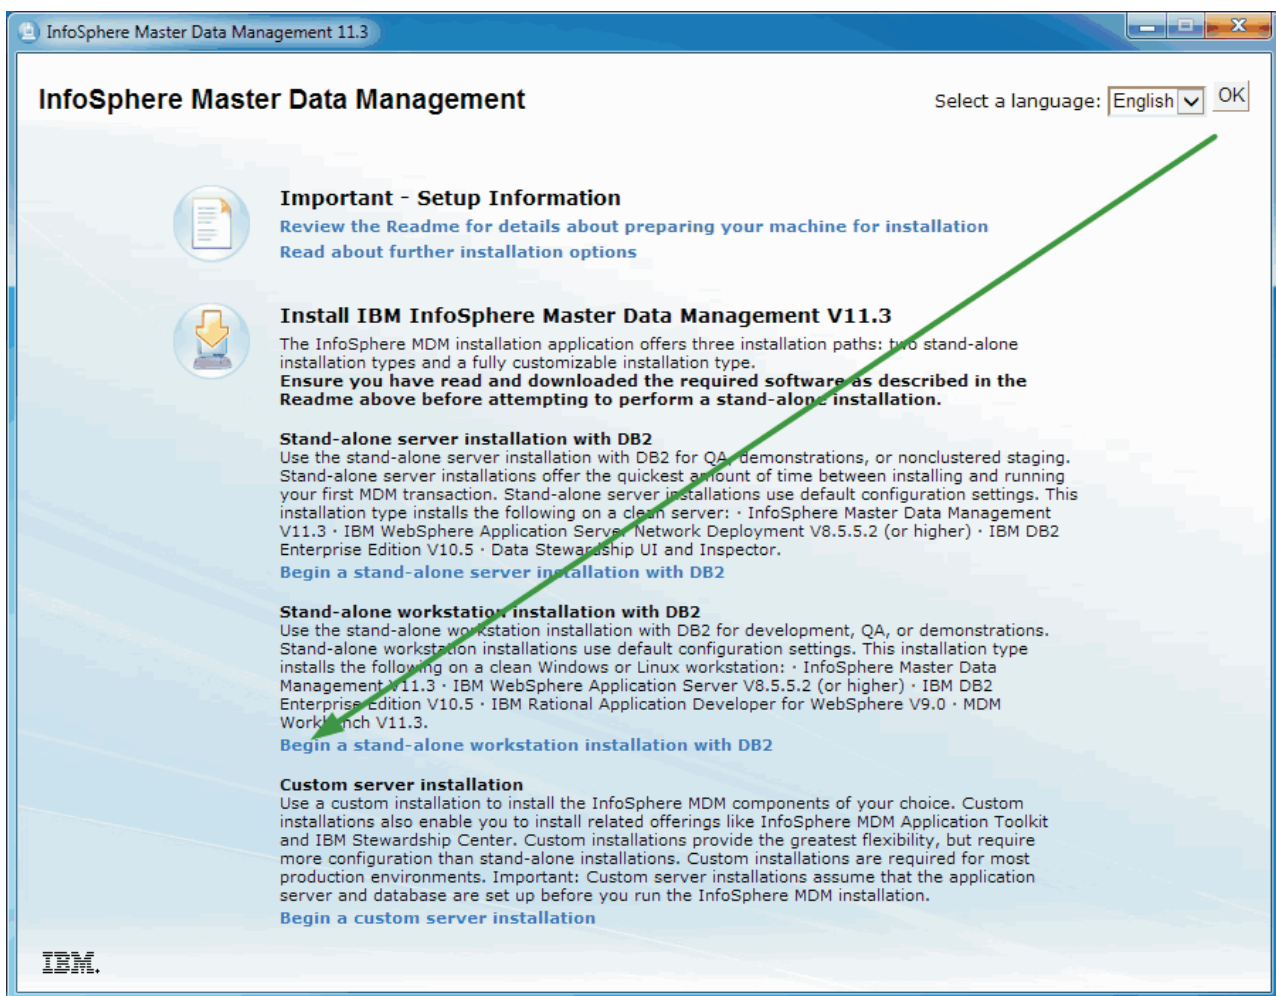 InfoSphere Master Data Management 11.3
InfoSphere Master Data Management
Select a language: English OK
Important - Setup Information
Review the Readme for details about preparing your machine for installation
Read about further installation options
Install IBM InfoSphere Master Data Management V11.3
The InfoSphere MDM installation application offers three installation paths: two stand-alone
installation types and a fully customizable installation type.
Ensure you have read and downloaded the required software as described in the
Readme above before attempting to perform a stand-alone installation.
Stand-alone server installation with DB2
Use the stand-alone server installation with DB2 for QA, demonstrations, or nonclustered staging.
Stand-alone server installations offer the quickest amount of time between installing and running
your first MDM transaction. Stand-alone server installations use default configuration settings. This
installation type installs the following on a clean server: · InfoSphere Master Data Management
V11.3 · IBM WebSphere Application Server Network Deployment V8.5.5.2 (or higher) · IBM DB2
Enterprise Edition V10.5 · Data Stewardship UI and Inspector.
Begin a stand-alone server installation with DB2
Stand-alone workstation installation with DB2
Use the stand-alone workstation installation with DB2 for development, QA, or demonstrations.
Stand-alone workstation installations use default configuration settings. This installation type
installs the following on a clean Windows or Linux workstation: · InfoSphere Master Data
Management V11.3 · IBM WebSphere Application Server V8.5.5.2 (or higher) · IBM DB2
Enterprise Edition V10.5 · IBM Rational Application Developer for WebSphere V9.0 · MDM
Workbench V11.3.
Begin a stand-alone workstation installation with DB2
Custom server installation
Use a custom installation to install the InfoSphere MDM components of your choice. Custom
installations also enable you to install related offerings like InfoSphere MDM Application Toolkit
and IBM Stewardship Center. Custom installations provide the greatest flexibility, but require
more configuration than stand-alone installations. Custom installations are required for most
production environments. Important: Custom server installations assume that the application
server and database are set up before you run the InfoSphere MDM installation.
Begin a custom server installation
IBM.